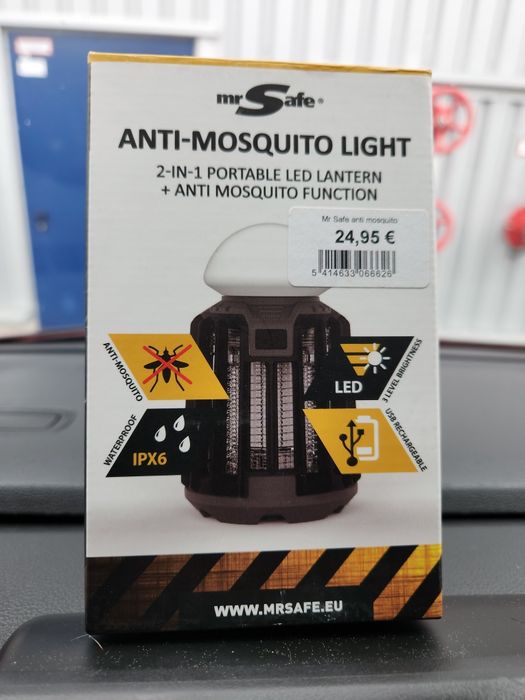 mr Safe®
ANTI-MOSQUITO LIGHT
2-IN-1 PORTABLE LED LANTERN
+ ANTI MOSQUITO FUNCTION
Mr Safe anti mosquito
24,95 €
5 414633 066626
ANTI-MOSQUITO
LED
3 LEVEL BRIGHTNESS
WATERPROOF
IPX6
USB RECHARGEABLE
WWW.MRSAFE.EU